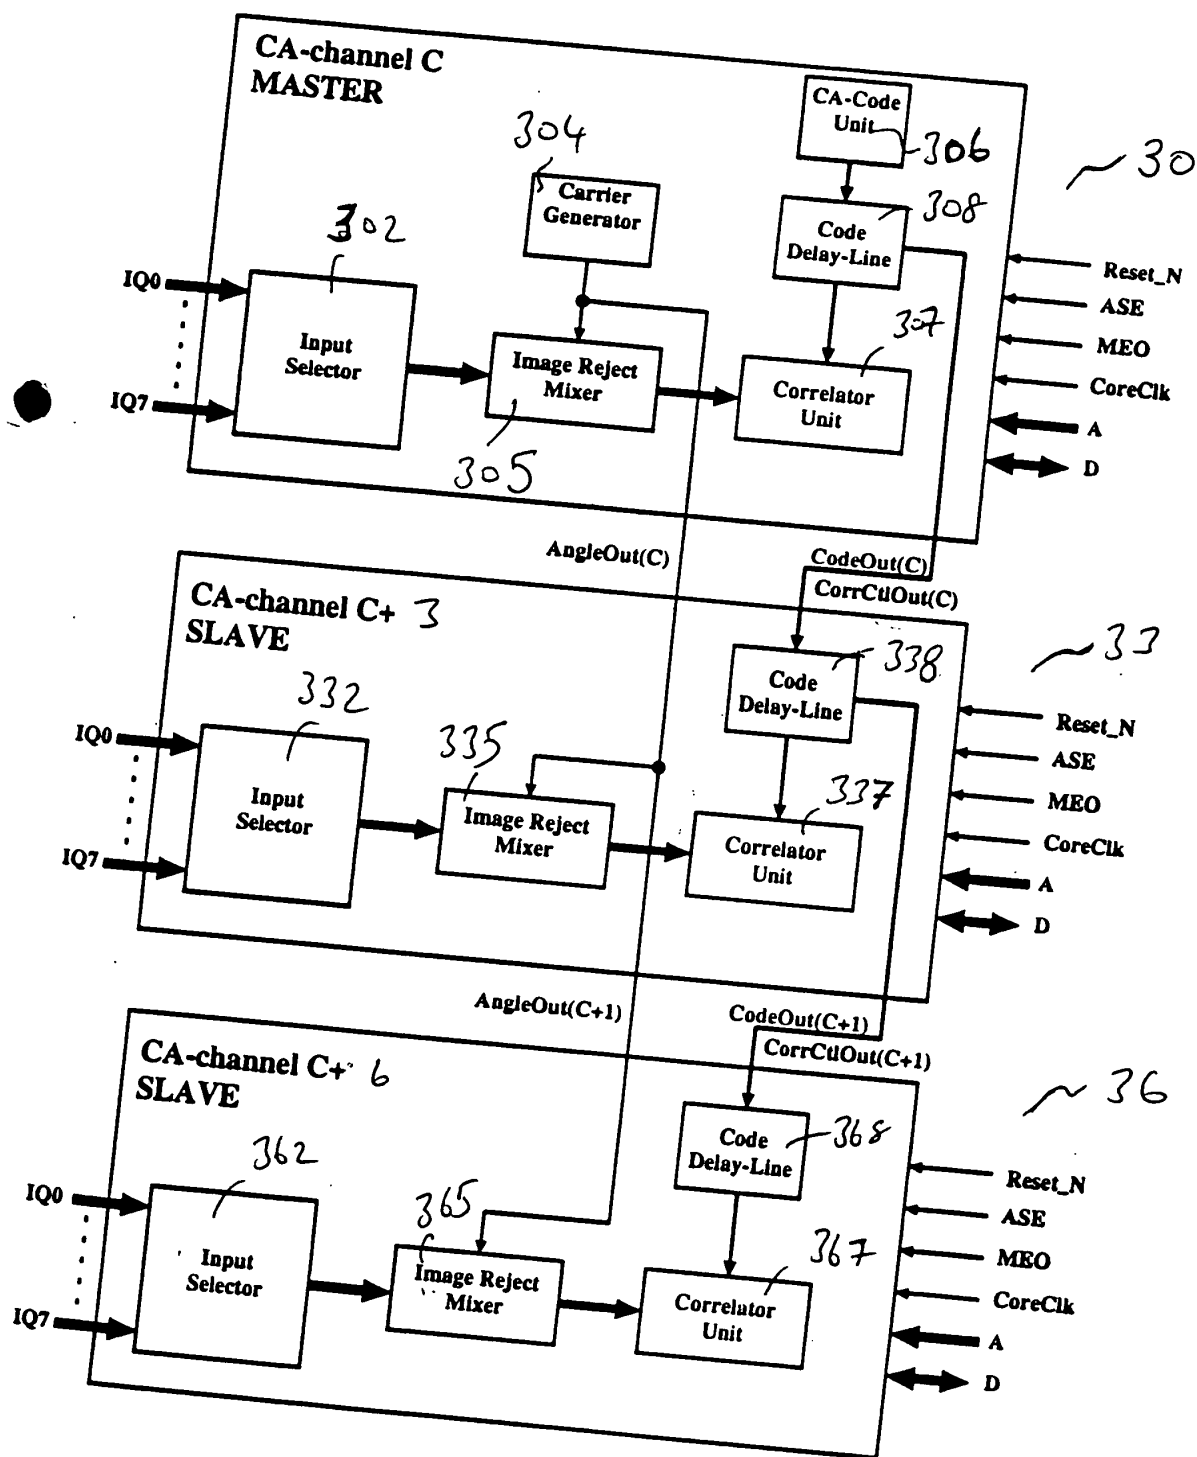 CA-channel C
MASTER
CA-Code
Unit
306
30
304
Carrier
Generator
308
Code
Delay-Line
302
IQ0
IQ7
Input
Selector
Image Reject
Mixer
305
307
Correlator
Unit
Reset_N
ASE
MEO
CoreClk
A
D
AngleOut(C)
CodeOut(C)
CorrCtlOut(C)
CA-channel C+ 3
SLAVE
33
338
Code
Delay-Line
332
IQ0
IQ7
Input
Selector
335
Image Reject
Mixer
337
Correlator
Unit
Reset_N
ASE
MEO
CoreClk
A
D
AngleOut(C+1)
CodeOut(C+1)
CorrCtlOut(C+1)
CA-channel C+ 6
SLAVE
36
368
Code
Delay-Line
362
IQ0
IQ7
Input
Selector
365
Image Reject
Mixer
367
Correlator
Unit
Reset_N
ASE
MEO
CoreClk
A
D